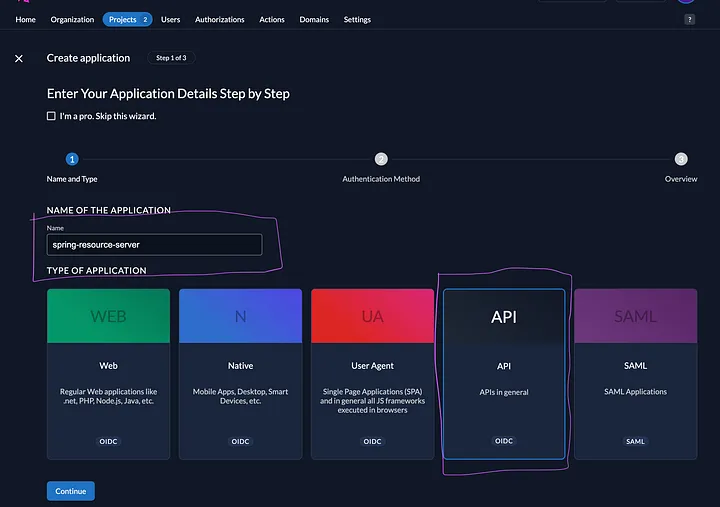 Home Organization Projects 2 Users Authorizations Actions Domains Settings ?
Create application Step 1 of 3
Enter Your Application Details Step by Step
I'm a pro. Skip this wizard.
1 2 3
Name and Type Authentication Method Overview
NAME OF THE APPLICATION
Name
spring-resource-server
TYPE OF APPLICATION
WEB N UA API SAML
Web Native User Agent API SAML
Regular Web applications like
.net, PHP, Node.js, Java, etc.
Mobile Apps, Desktop, Smart
Devices, etc.
Single Page Applications (SPA)
and in general all JS frameworks
executed in browsers
APIs in general
SAML Applications
OIDC OIDC OIDC OIDC SAML
Continue